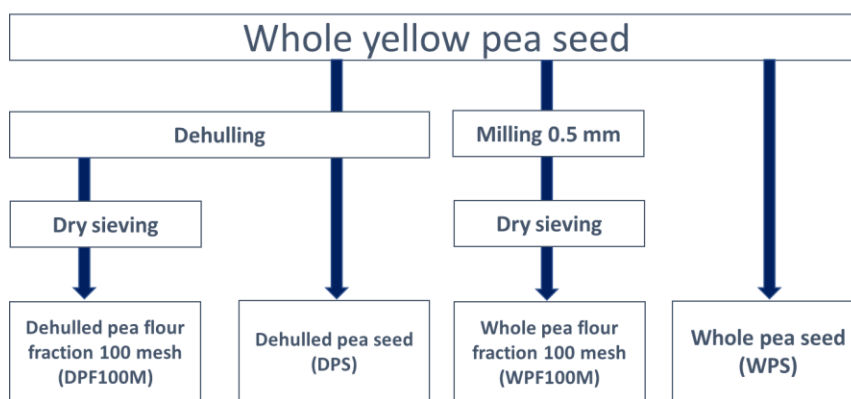 Whole yellow pea seed
Dehulling
Milling 0.5 mm
Dry sieving
Dry sieving
Dehulled pea flour
fraction 100 mesh
(DPF100M)
Dehulled pea seed
(DPS)
Whole pea flour
fraction 100 mesh
(WPF100M)
Whole pea seed
(WPS)